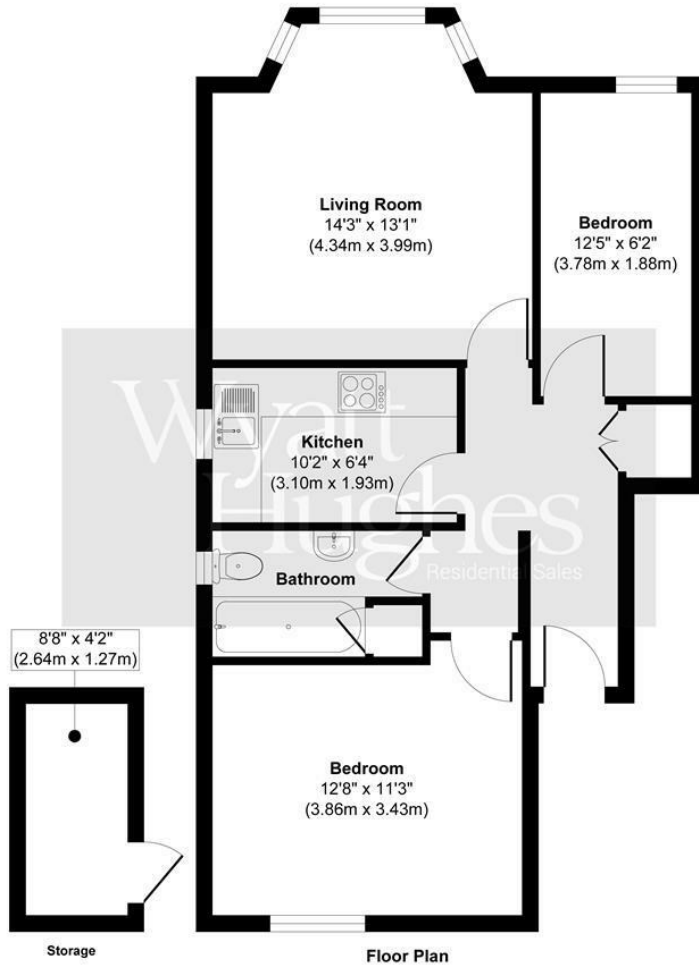 Living Room
14'3" x 13'1"
(4.34m x 3.99m)
Bedroom
12'5" x 6'2"
(3.78m x 1.88m)
Wyatt
Hughes
Residential Sales
Kitchen
10'2" x 6'4"
(3.10m x 1.93m)
Bathroom
8'8" x 4'2"
(2.64m x 1.27m)
Bedroom
12'8" x 11'3"
(3.86m x 3.43m)
Storage
Floor Plan